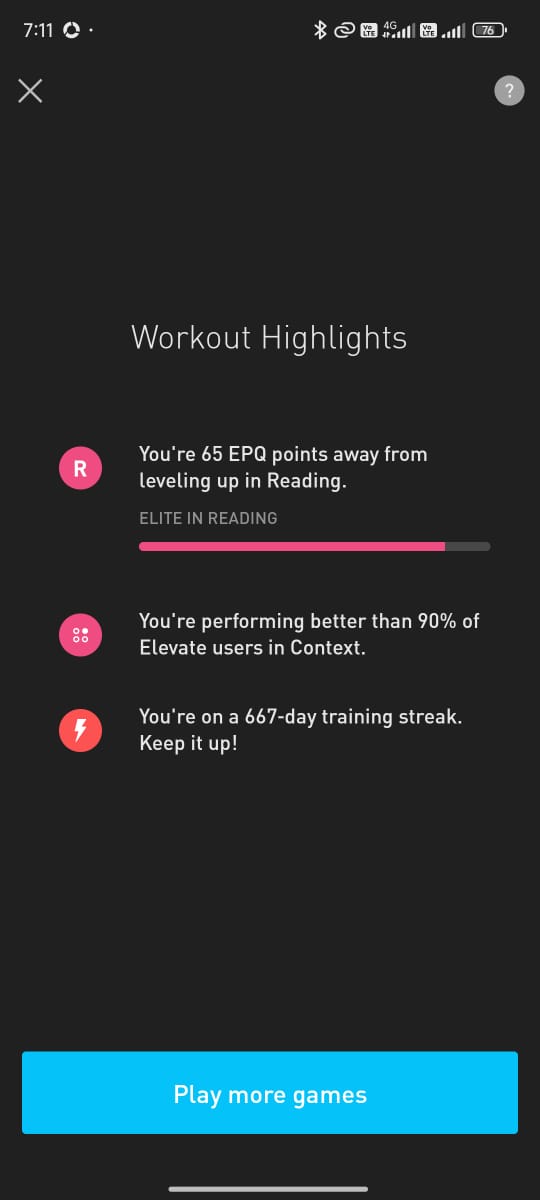 7:11
4G
Vo
LTE
Vo
LTE
76
?
Workout Highlights
R
You're 65 EPQ points away from
leveling up in Reading.
ELITE IN READING
You're performing better than 90% of
Elevate users in Context.
You're on a 667-day training streak.
Keep it up!
Play more games